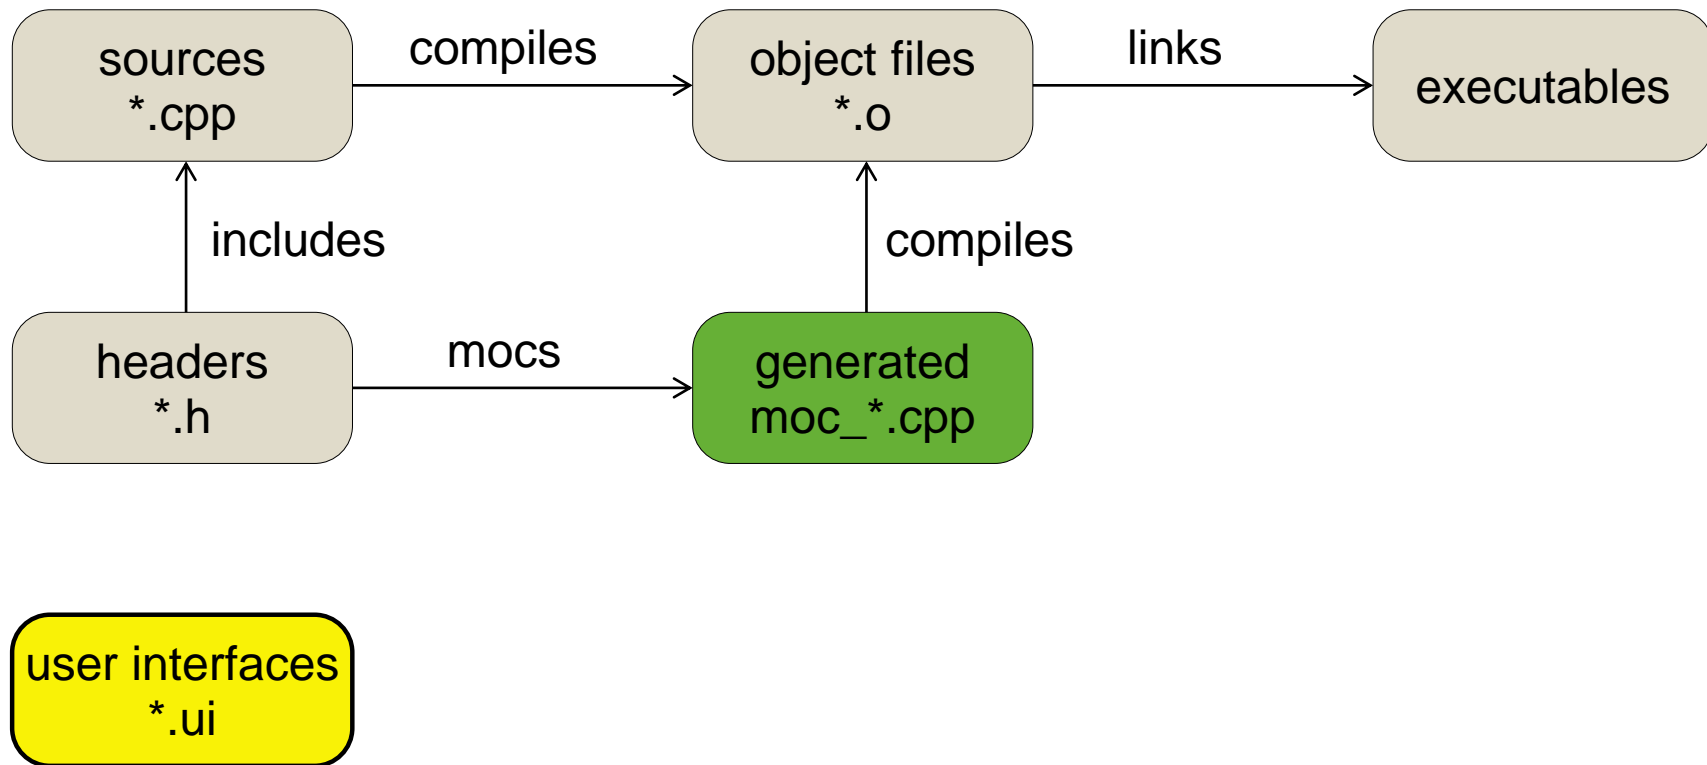 sources
*.cpp
compiles
object files
*.o
links
executables
includes
compiles
headers
*.h
mocs
generated
moc_*.cpp
user interfaces
*.ui